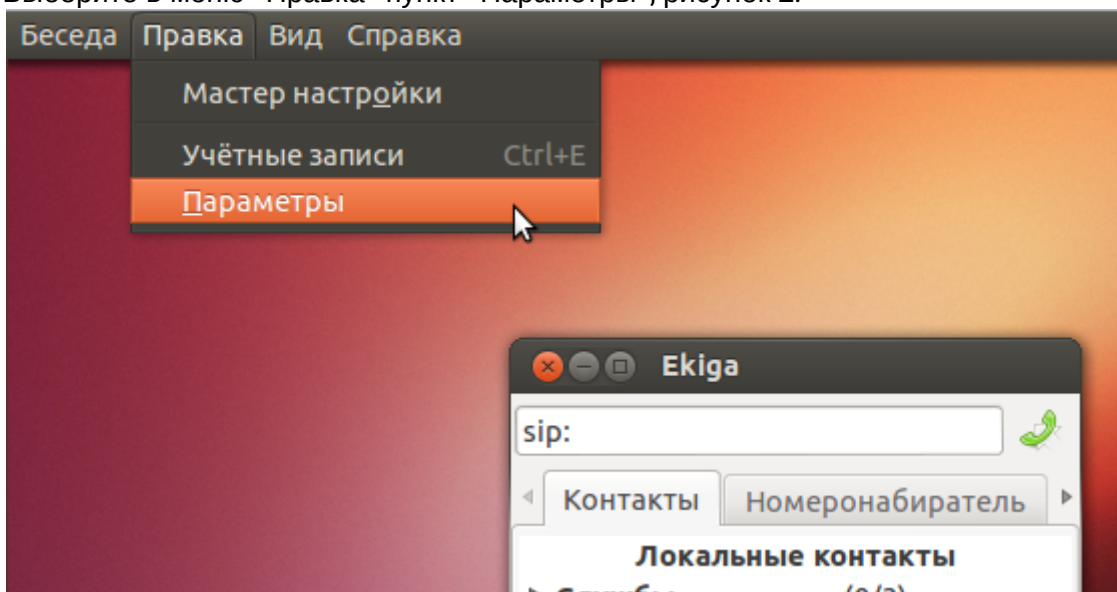 Беседа Правка Вид Справка
Мастер настройки
Учётные записи Ctrl+E
Параметры
Ekiga
sip:
Контакты Номеронабиратель
Локальные контакты